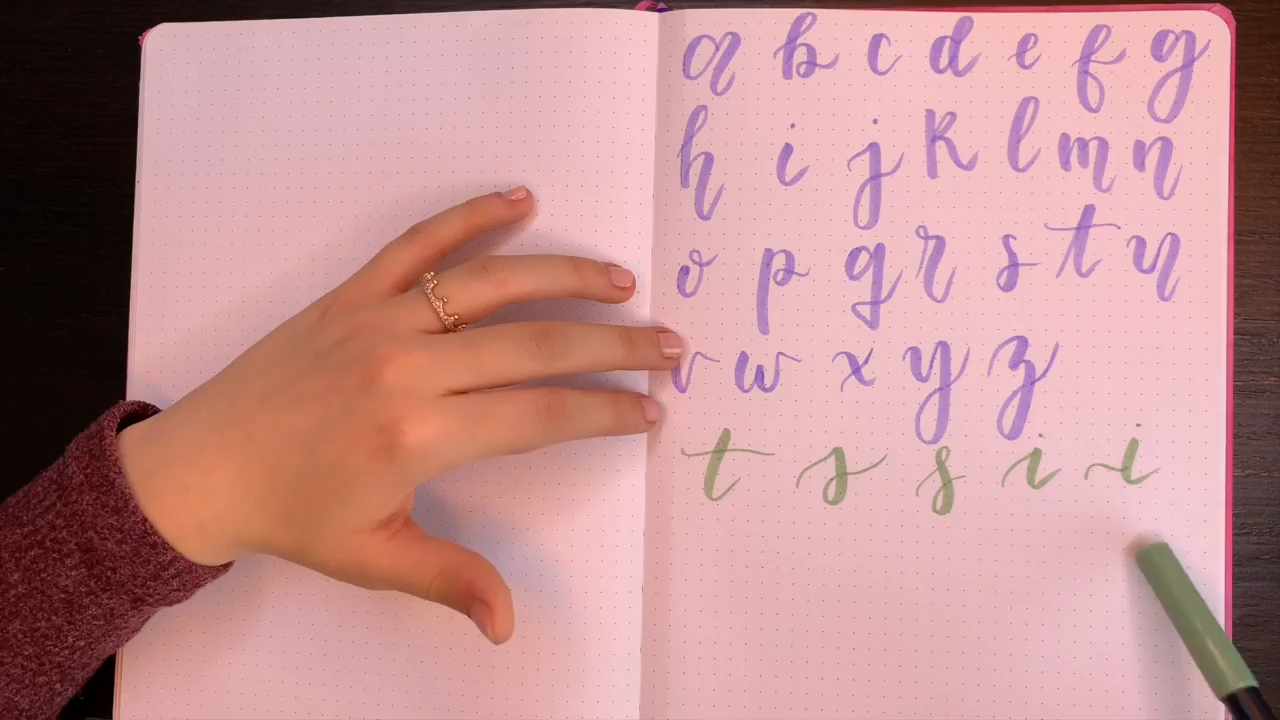 a b c d e f g
h i j k l m n
o p q r s t u
v w x y z
t s s i i